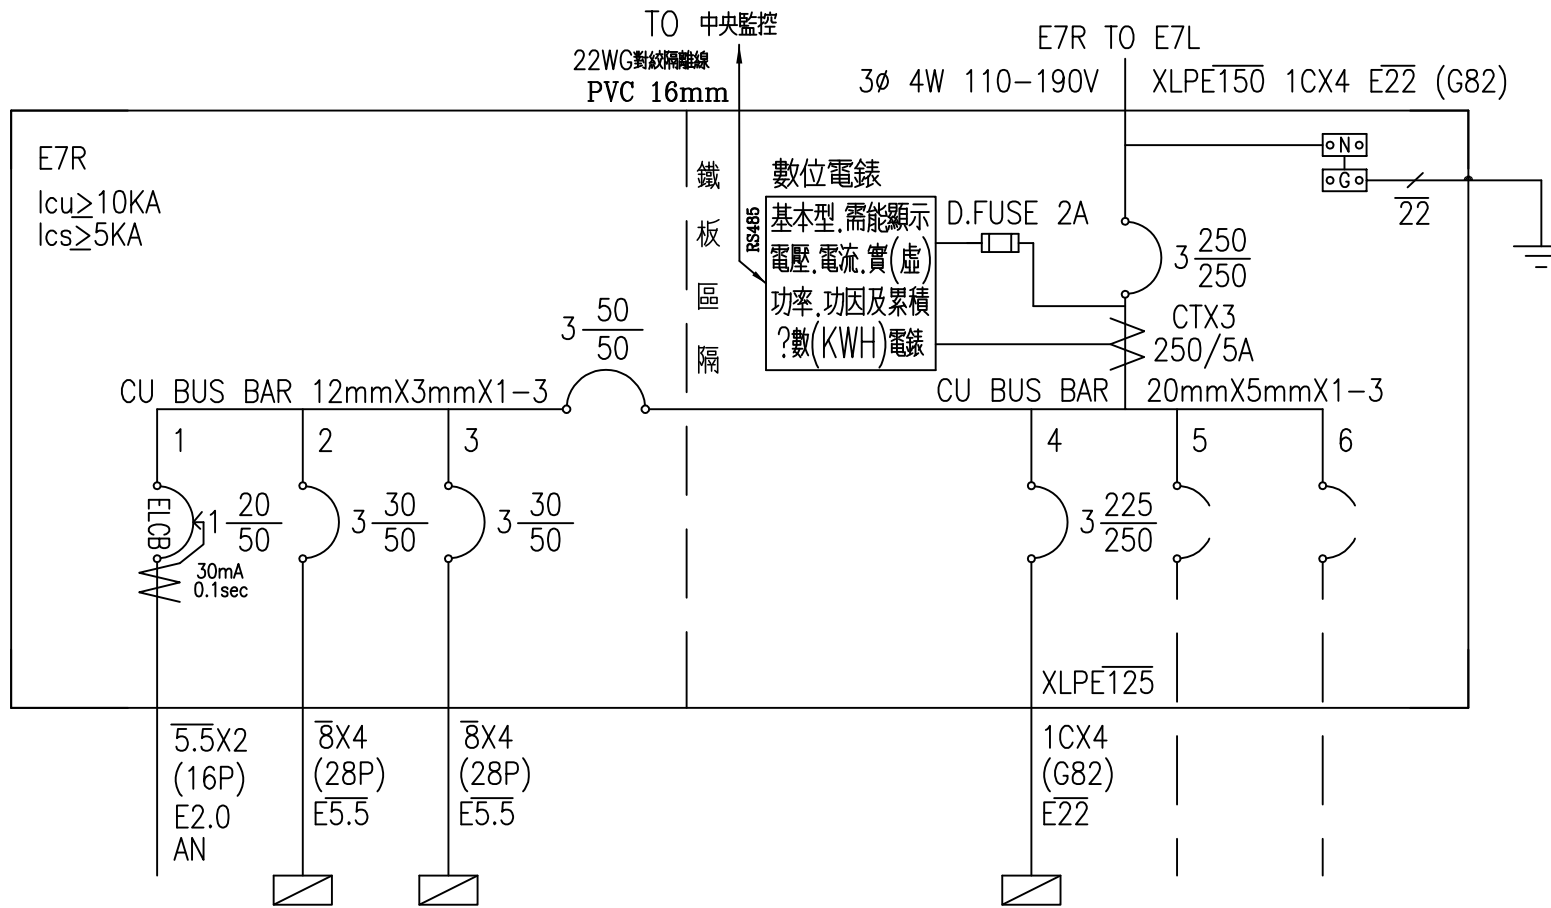 TO 中央監控
22WG對絞隔離線
PVC 16mm
E7R TO E7L
3ø 4W 110-190V
XLPE150 1CX4 E22 (G82)
E7R
Icu≥10KA
Ics≥5KA
鐵板區隔
數位電錶
RS485
基本型.需能顯示
電壓.電流.實(虛)
功率.功因及累積
?數(KWH)電錶
D.FUSE 2A
N
G
22
3 250
250
CTX3
250/5A
3 50
50
CU BUS BAR 12mmX3mmX1-3
CU BUS BAR 20mmX5mmX1-3
1
2
3
4
5
6
ELCB
1 20
50
30mA
0.1sec
3 30
50
3 30
50
3 225
250
XLPE125
5.5X2
(16P)
E2.0
AN
8X4
(28P)
E5.5
8X4
(28P)
E5.5
1CX4
(G82)
E22